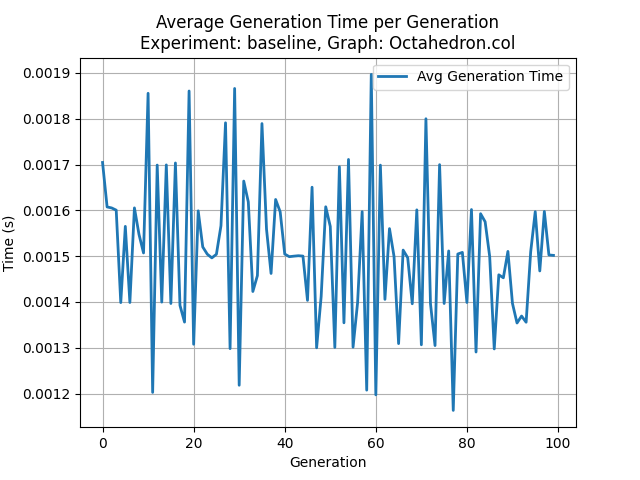 Average Generation Time per Generation
Experiment: baseline, Graph: Octahedron.col
Avg Generation Time
Time (s)
0.0019
0.0018
0.0017
0.0016
0.0015
0.0014
0.0013
0.0012
0 20 40 60 80 100
Generation